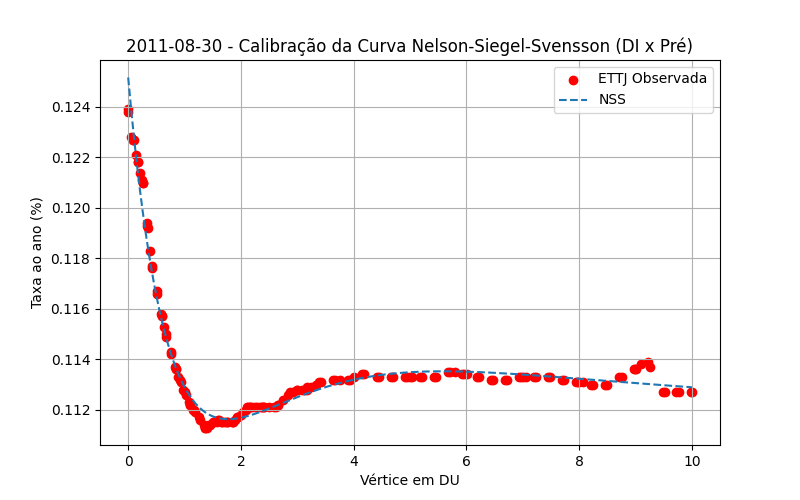 2011-08-30 - Calibração da Curva Nelson-Siegel-Svensson (DI x Pré)
ETTJ Observada
NSS
Taxa ao ano (%)
0.124
0.122
0.120
0.118
0.116
0.114
0.112
0 2 4 6 8 10
Vértice em DU